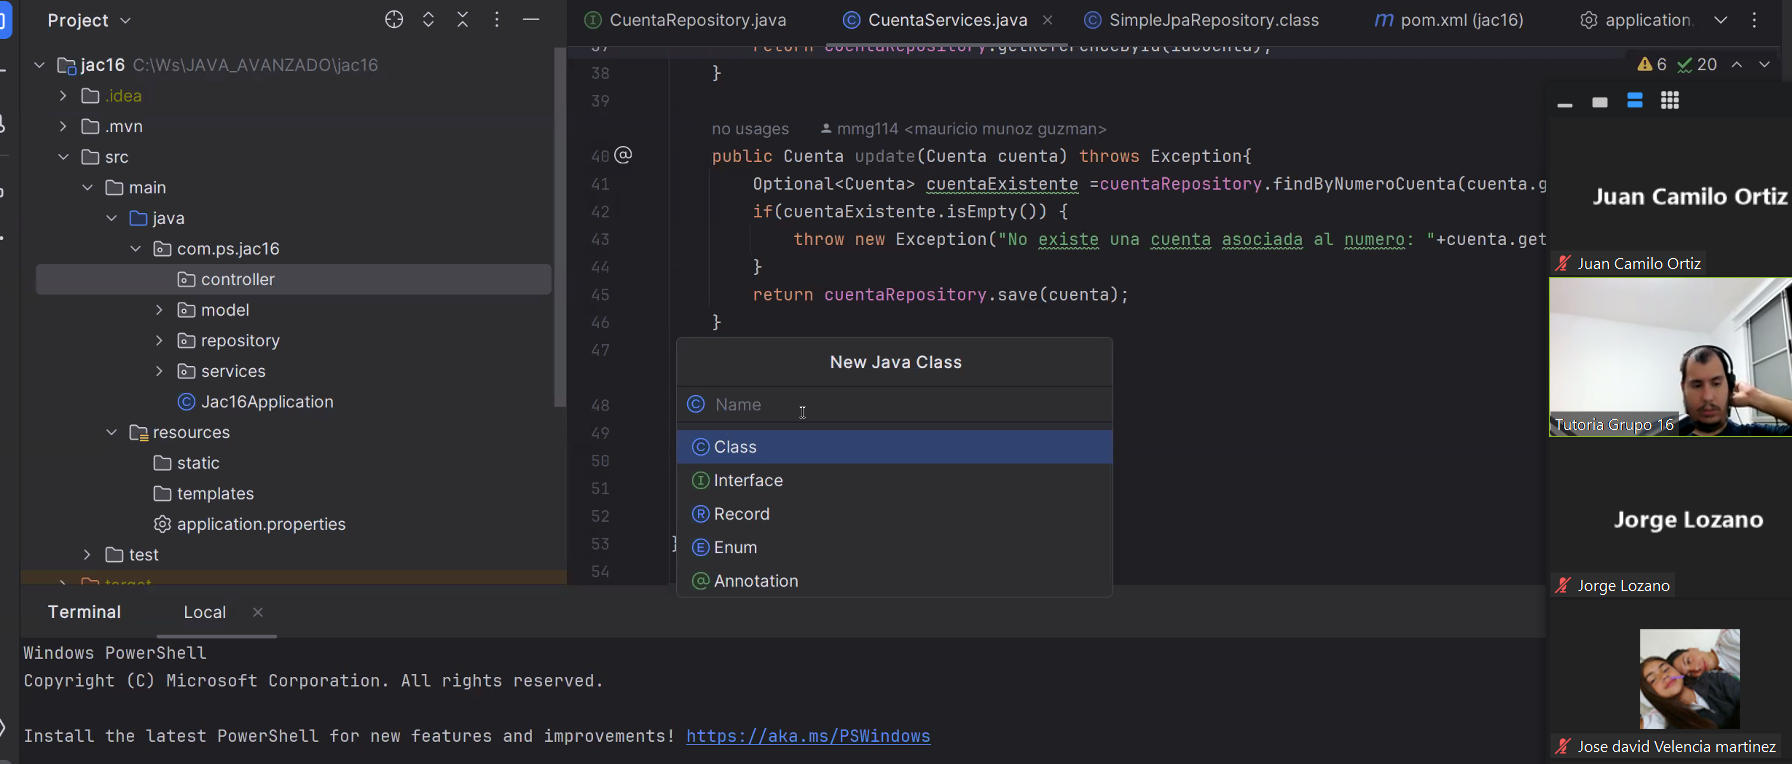 Project
CuentaRepository.java
CuentaServices.java
SimpleJpaRepository.class
pom.xml (jac16)
application.
jac16 C:\Ws\JAVA_AVANZADO\jac16
.idea
.mvn
src
main
java
com.ps.jac16
controller
model
repository
services
Jac16Application
resources
static
templates
application.properties
test
target
6 20
37 return cuentaRepository.getReferenceById(idCuenta);
38 }
39
no usages mmg114 <mauricio munoz guzman>
40 @ public Cuenta update(Cuenta cuenta) throws Exception{
41 Optional<Cuenta> cuentaExistente =cuentaRepository.findByNumeroCuenta(cuenta.g
42 if(cuentaExistente.isEmpty()) {
43 throw new Exception("No existe una cuenta asociada al numero: "+cuenta.get
44 }
45 return cuentaRepository.save(cuenta);
46 }
47
48
49
50
51
52
53 }
54
New Java Class
Name
Class
Interface
Record
Enum
Annotation
Terminal Local
Windows PowerShell
Copyright (C) Microsoft Corporation. All rights reserved.
Install the latest PowerShell for new features and improvements! https://aka.ms/PSWindows
Juan Camilo Ortiz
Juan Camilo Ortiz
Tutoria Grupo 16
Jorge Lozano
Jorge Lozano
Jose david Velencia martinez